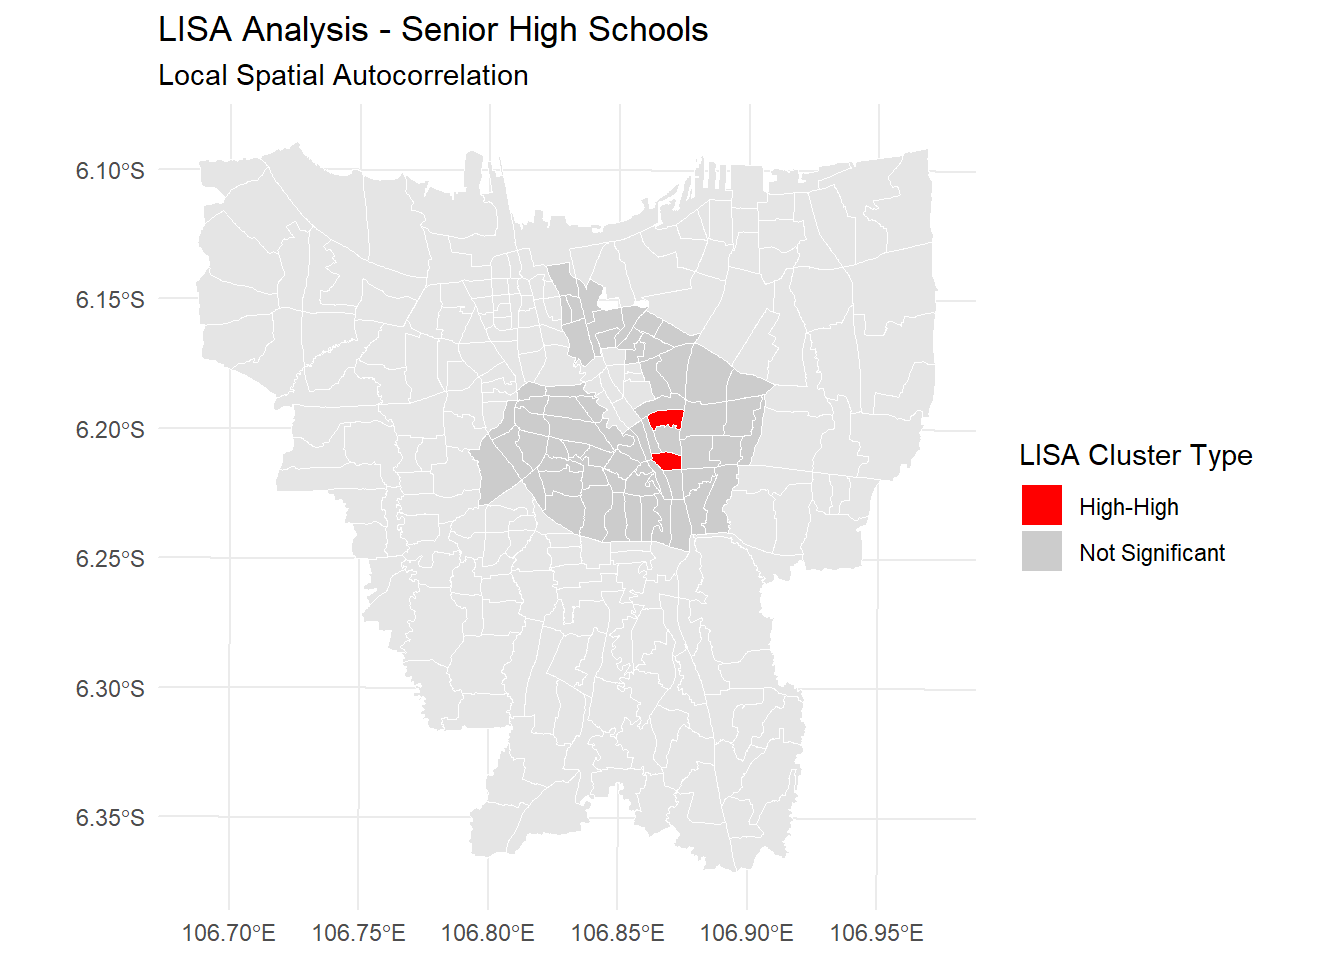 LISA Analysis - Senior High Schools
Local Spatial Autocorrelation
6.10°S
6.15°S
6.20°S
6.25°S
6.30°S
6.35°S
106.70°E
106.75°E
106.80°E
106.85°E
106.90°E
106.95°E
LISA Cluster Type
High-High
Not Significant